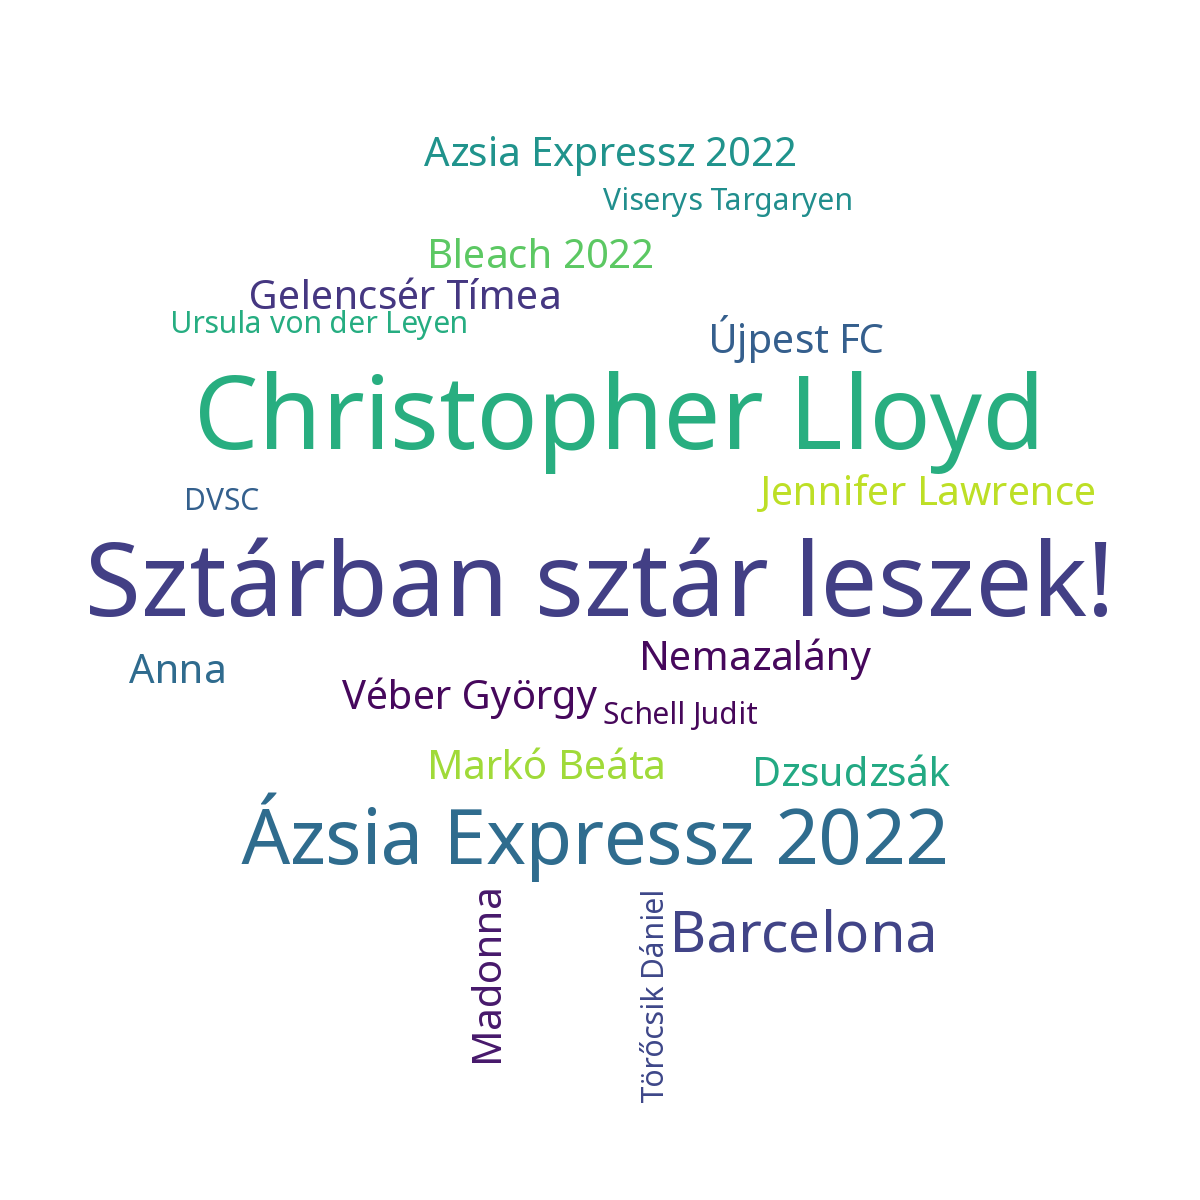 Azsia Expressz 2022
Viserys Targaryen
Bleach 2022
Gelencsér Tímea
Ursula von der Leyen
Újpest FC
Christopher Lloyd
Jennifer Lawrence
DVSC
Sztárban sztár leszek!
Nemazalány
Anna
Véber György
Schell Judit
Markó Beáta
Dzsudzsák
Ázsia Expressz 2022
Madonna
Törőcsik Dániel
Barcelona